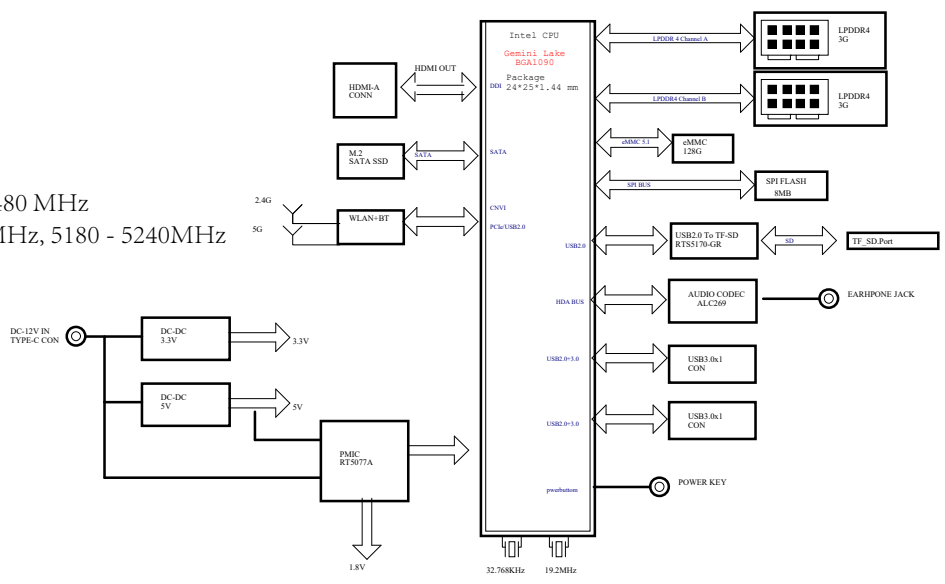 Intel CPU
Gemini Lake
BGA1090
Package
24*25*1.44 mm
LPDDR 4 Channel A
LPDDR4
3G
LPDDR4 Channel B
LPDDR4
3G
HDMI-A
CONN
HDMI OUT
DDI
eMMC 5.1
eMMC
128G
M.2
SATA SSD
SATA
SATA
SPI BUS
SPI FLASH
8MB
480 MHz
MHz, 5180 - 5240MHz
2.4G
5G
WLAN+BT
CNVI
PCIe/USB2.0
USB2.0
USB2.0 To TF-SD
RTS5170-GR
SD
TF_SD.Port
HDA BUS
AUDIO CODEC
ALC269
EARHPONE JACK
DC-12V IN
TYPE-C CON
DC-DC
3.3V
3.3V
USB2.0+3.0
USB3.0x1
CON
DC-DC
5V
5V
USB2.0+3.0
USB3.0x1
CON
PMIC
RT5077A
pwrbuttom
POWER KEY
1.8V
32.768KHz
19.2MHz